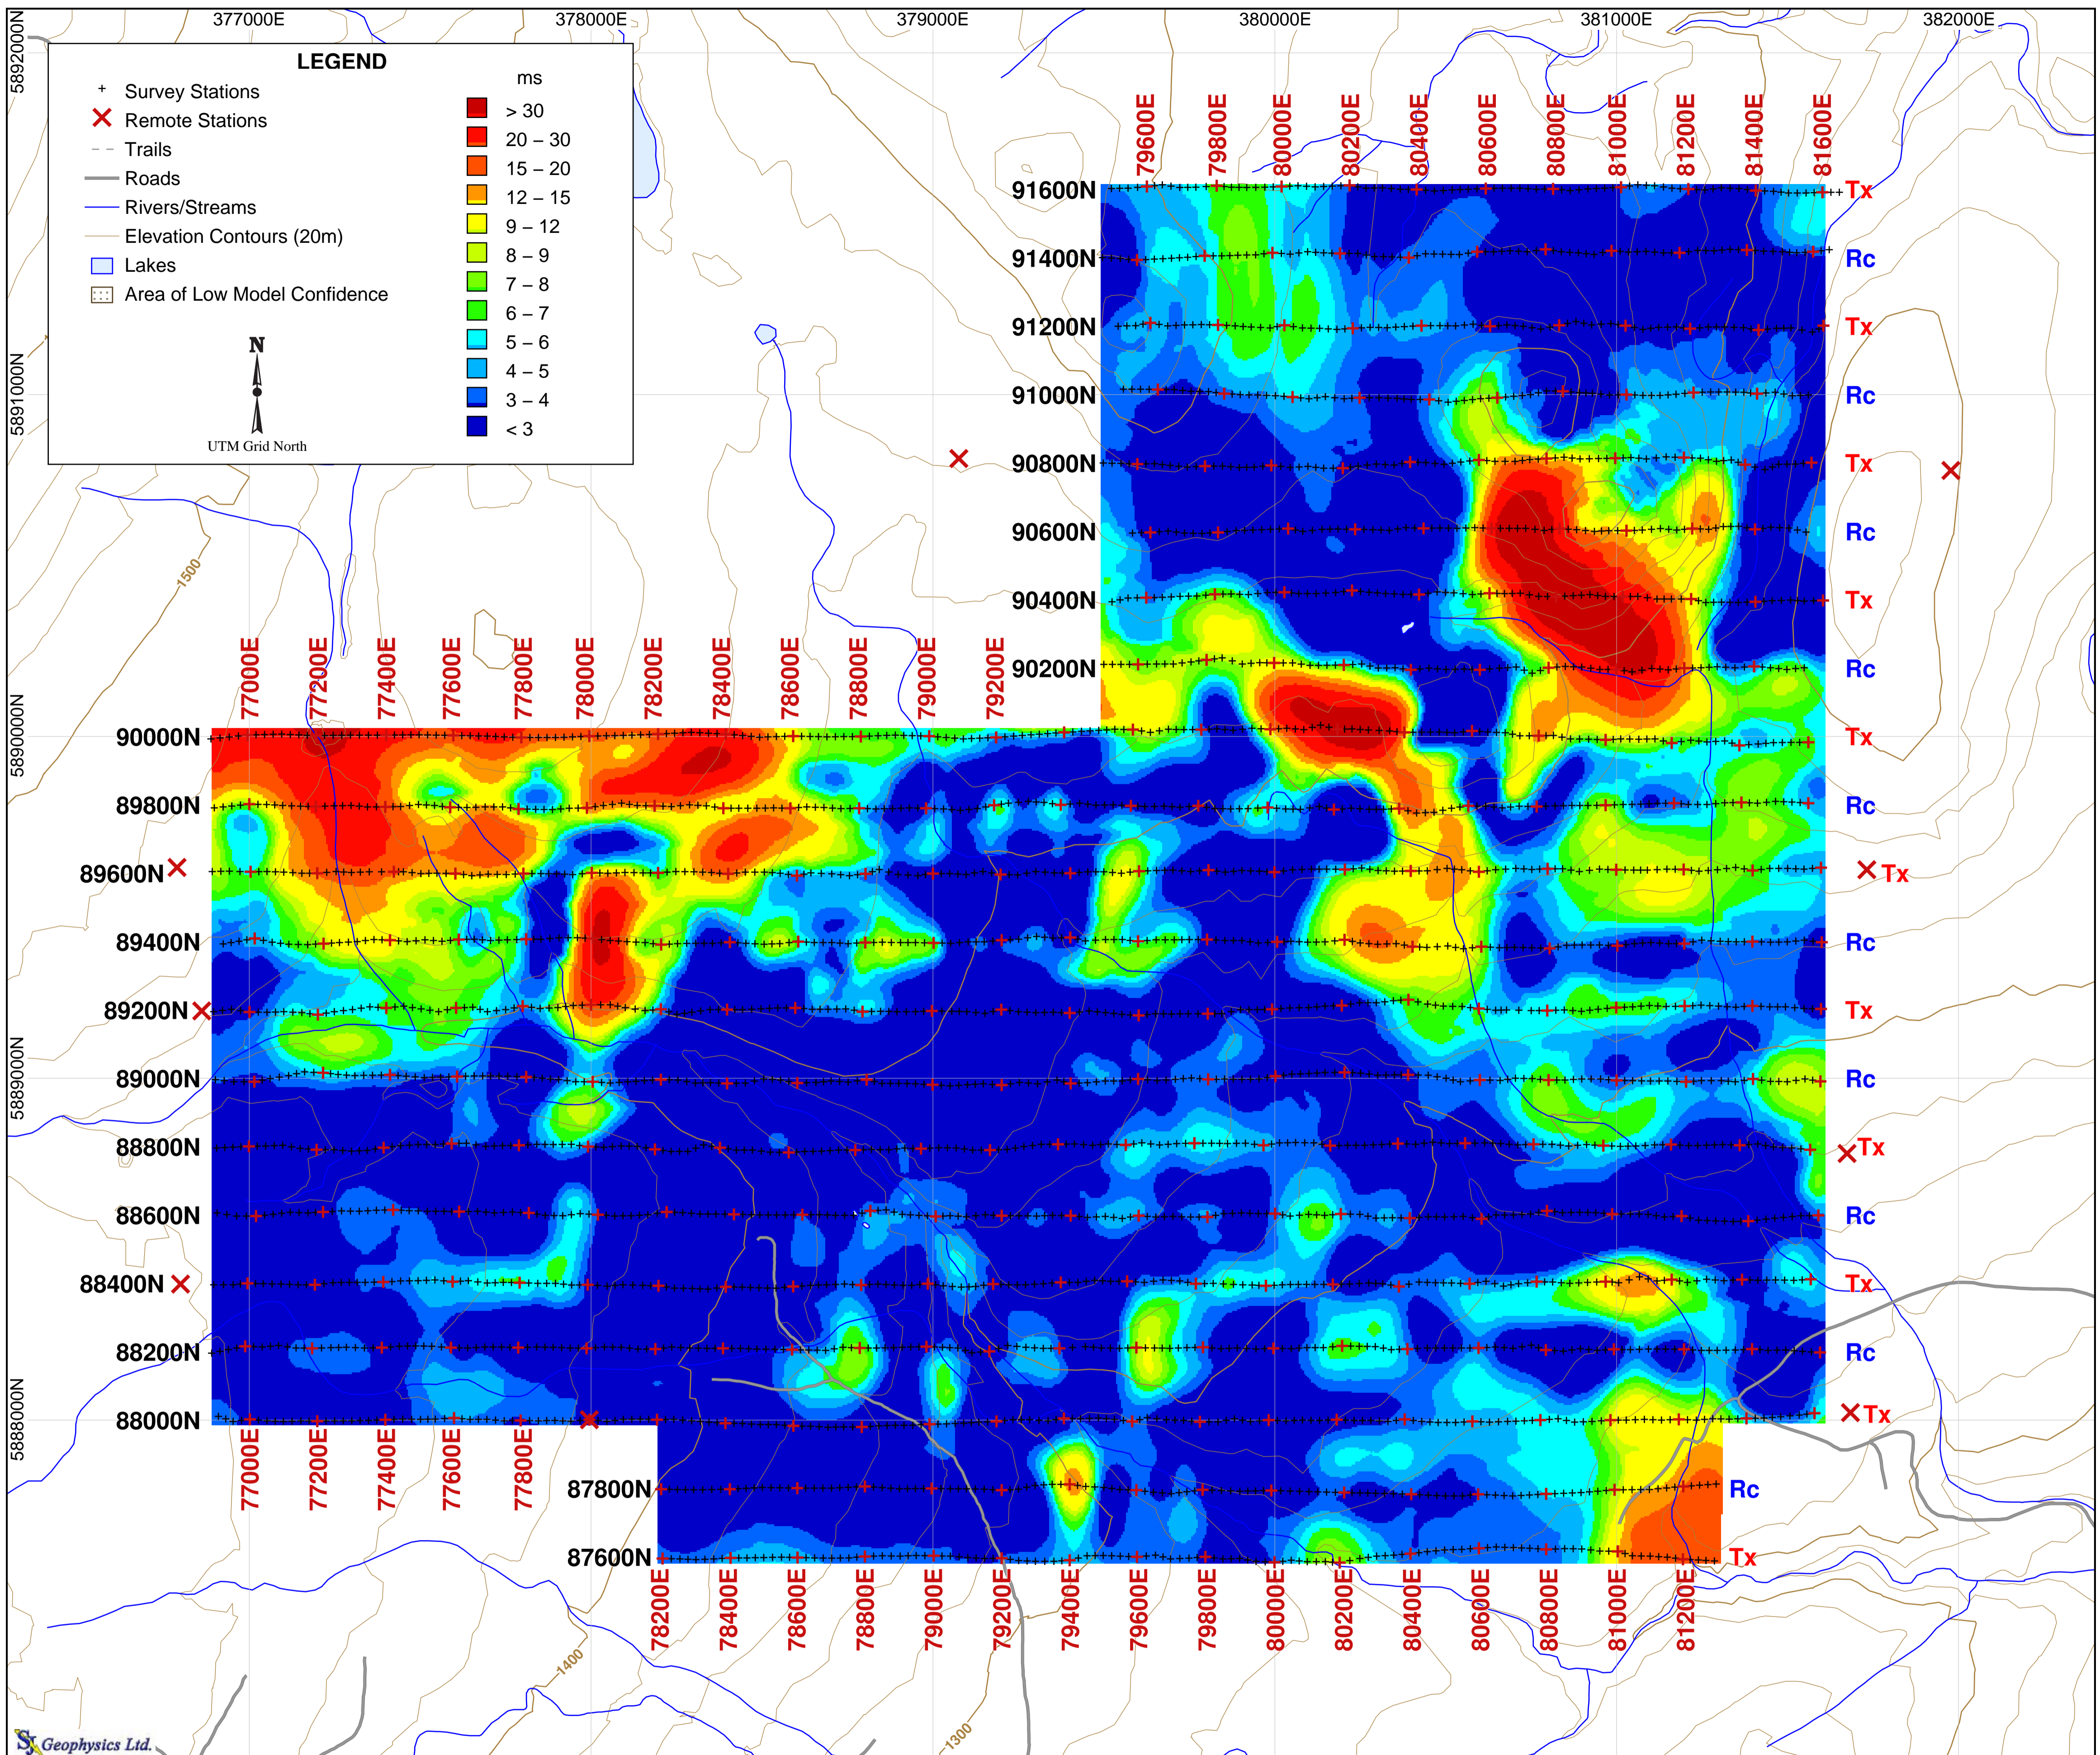 377000E 378000E 379000E 380000E 381000E 382000E
5892000N
5891000N
5890000N
5889000N
5888000N
LEGEND
Survey Stations
Remote Stations
Trails
Roads
Rivers/Streams
Elevation Contours (20m)
Lakes
Area of Low Model Confidence
N
UTM Grid North
ms
> 30
20 – 30
15 – 20
12 – 15
9 – 12
8 – 9
7 – 8
6 – 7
5 – 6
4 – 5
3 – 4
< 3
79600E 79800E 80000E 80200E 80400E 80600E 80800E 81000E 81200E 81400E 81600E
91600N Tx
91400N Rc
91200N Tx
91000N Rc
90800N Tx
90600N Rc
90400N Tx
90200N Rc
1500
77000E 77200E 77400E 77600E 77800E 78000E 78200E 78400E 78600E 78800E 79000E 79200E
90000N Tx
89800N Rc
89600N Tx
89400N Rc
89200N Tx
89000N Rc
88800N Tx
88600N Rc
88400N Tx
88200N Rc
88000N Tx
77000E 77200E 77400E 77600E 77800E
87800N Rc
87600N Tx
78200E 78400E 78600E 78800E 79000E 79200E 79400E 79600E 79800E 80000E 80200E 80400E 80600E 80800E 81000E 81200E
1400
1300
SJ Geophysics Ltd.